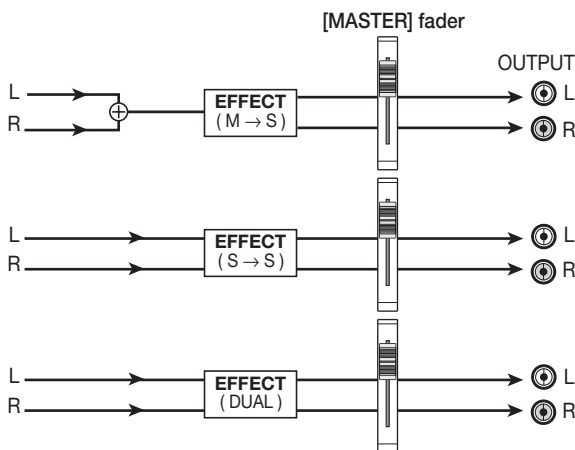 [MASTER] fader
OUTPUT
L
R
EFFECT
( M → S )
L
R
L
R
EFFECT
( S → S )
L
R
L
R
EFFECT
( DUAL )
L
R